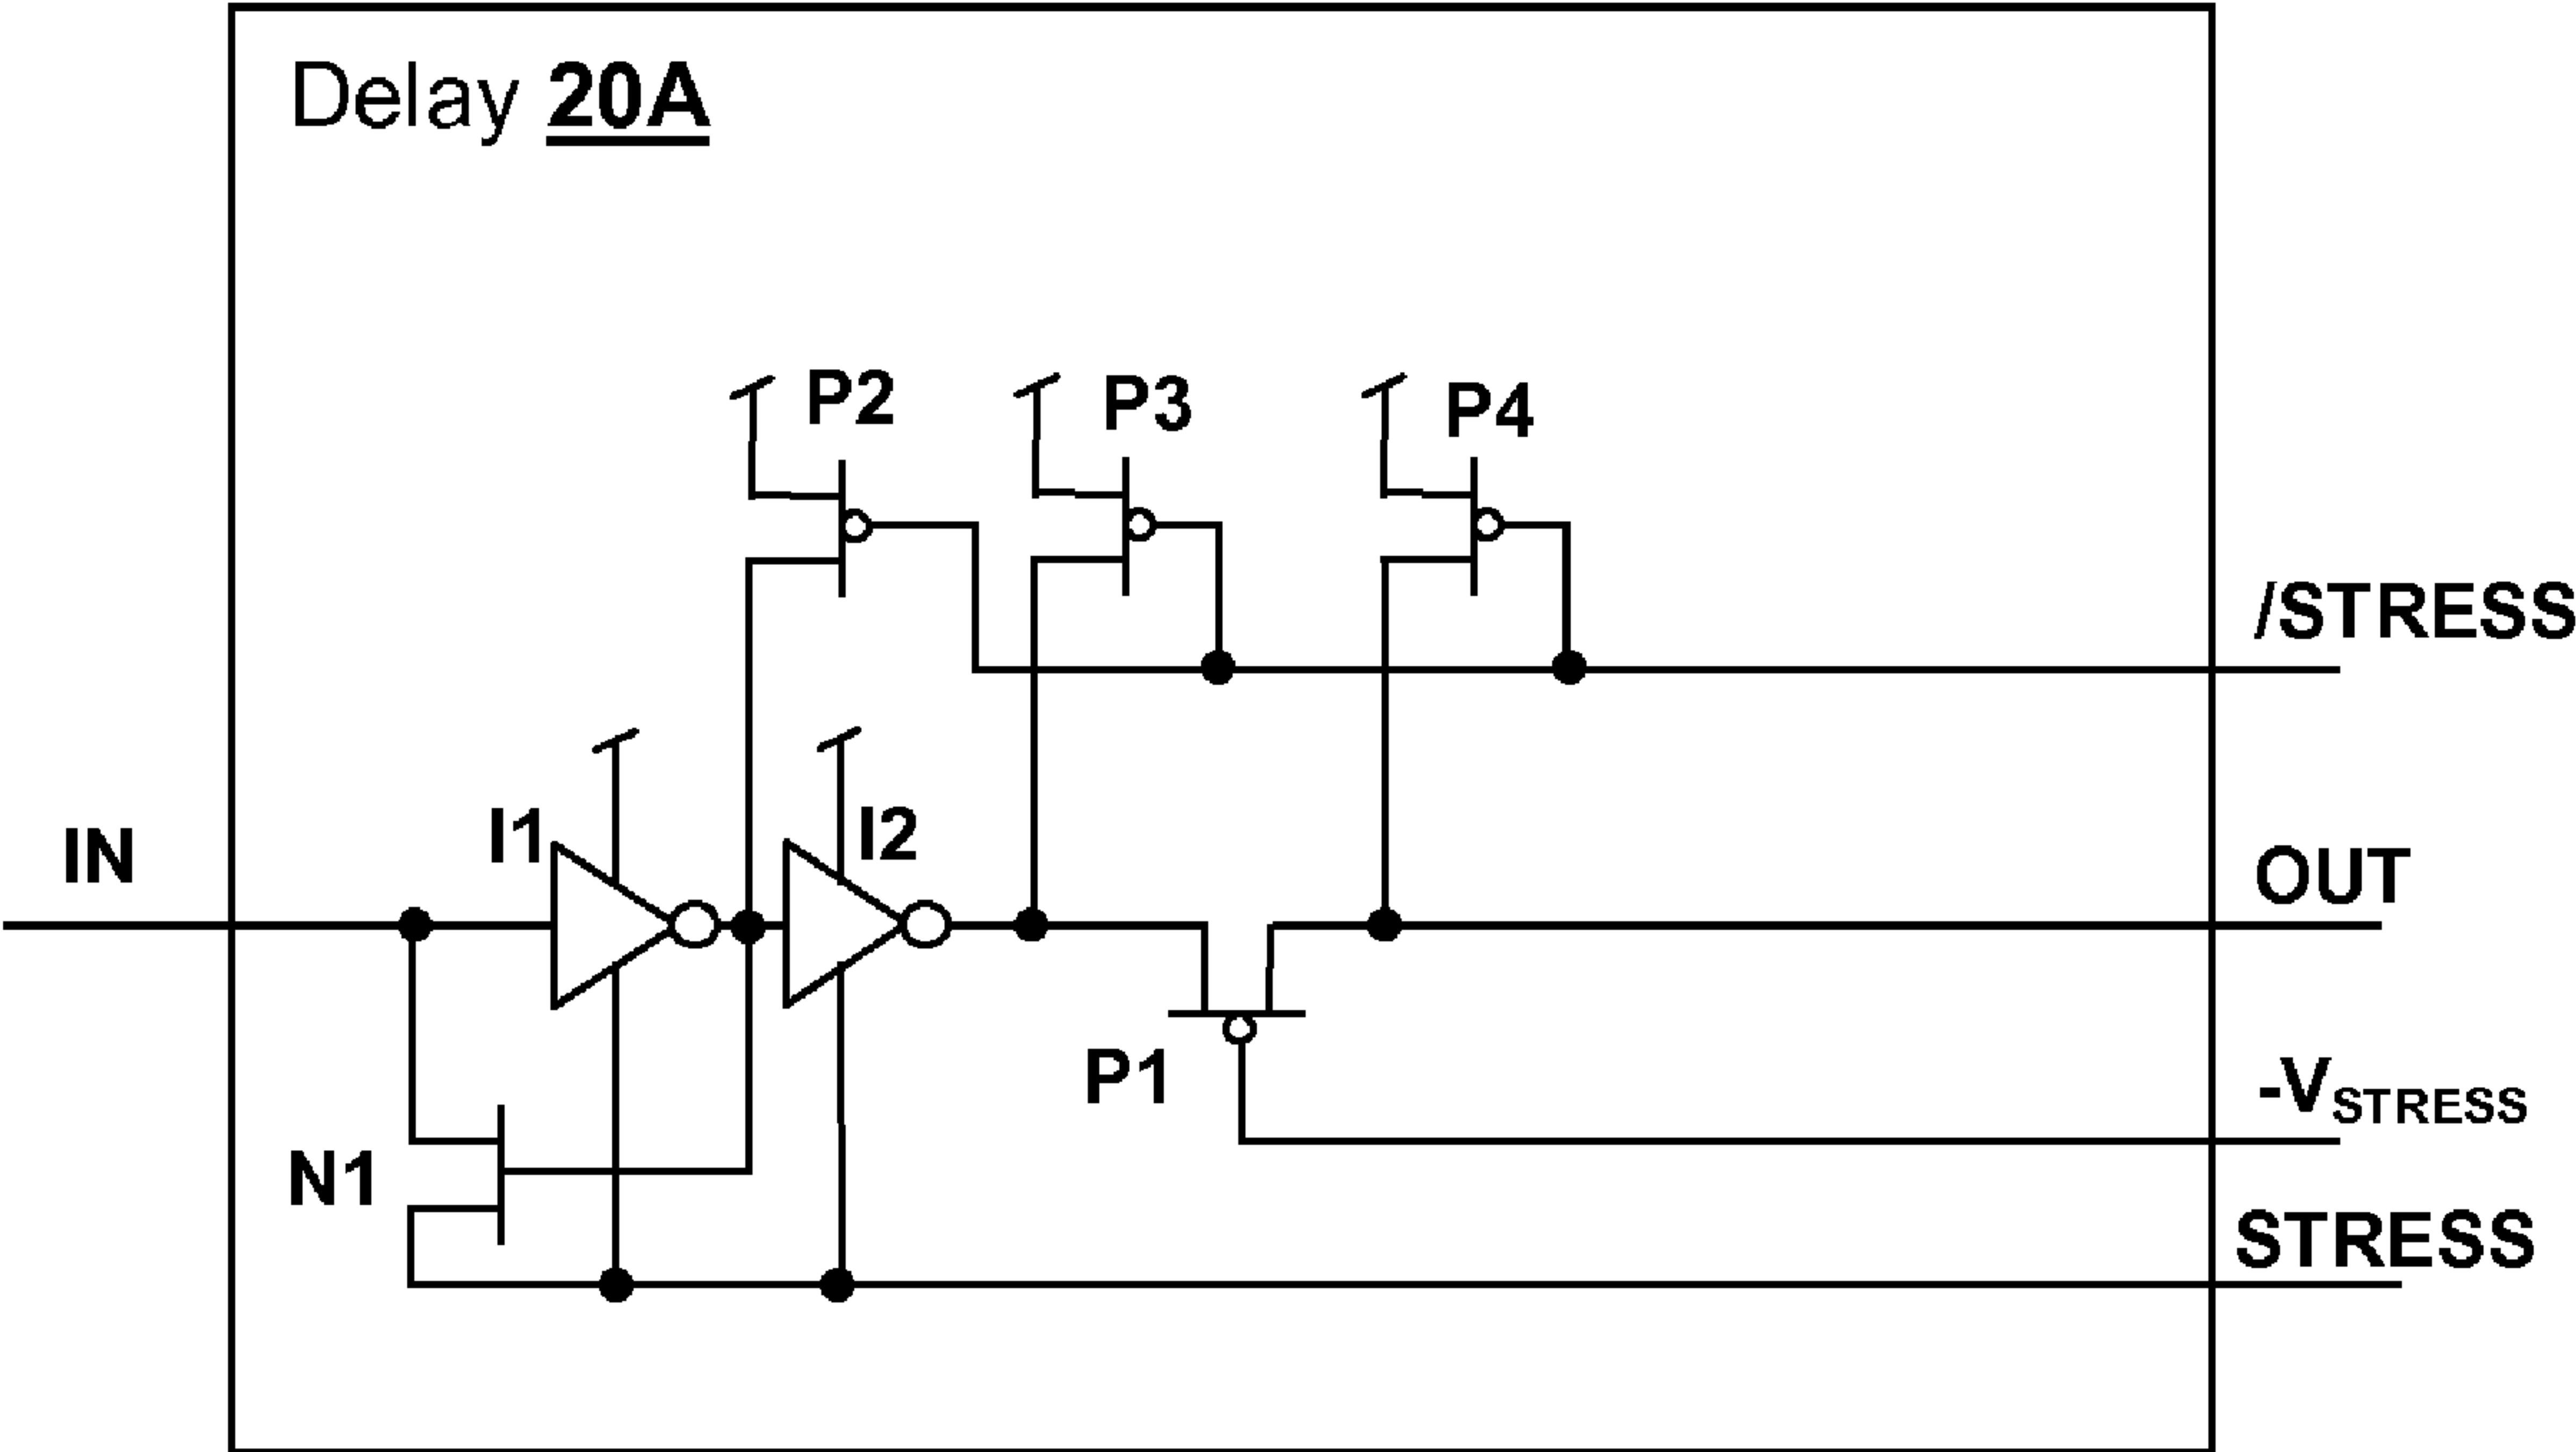 Delay 20A
P2
P3
P4
/STRESS
I1
I2
IN
OUT
P1
-VSTRESS
N1
STRESS